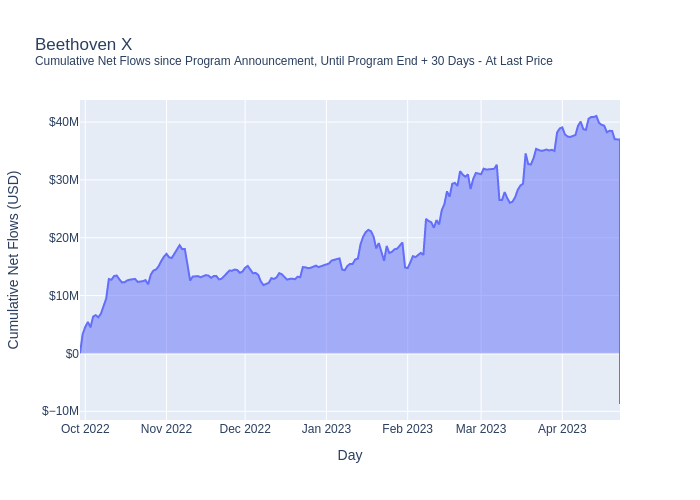 Beethoven X
Cumulative Net Flows since Program Announcement, Until Program End + 30 Days - At Last Price
Cumulative Net Flows (USD)
$40M
$30M
$20M
$10M
$0
$−10M
Oct 2022
Nov 2022
Dec 2022
Jan 2023
Feb 2023
Mar 2023
Apr 2023
Day